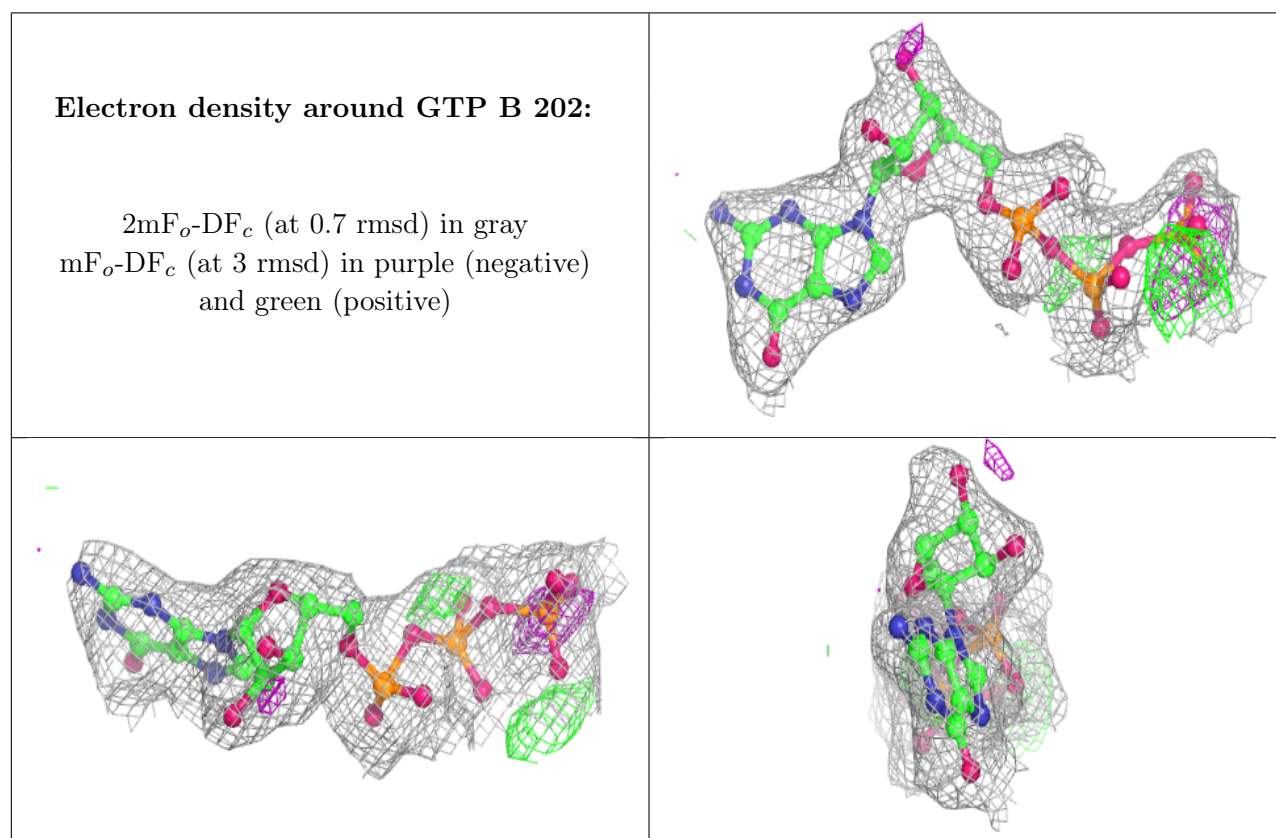 Electron density around GTP B 202:
2mFo-DFc (at 0.7 rmsd) in gray
mFo-DFc (at 3 rmsd) in purple (negative)
and green (positive)